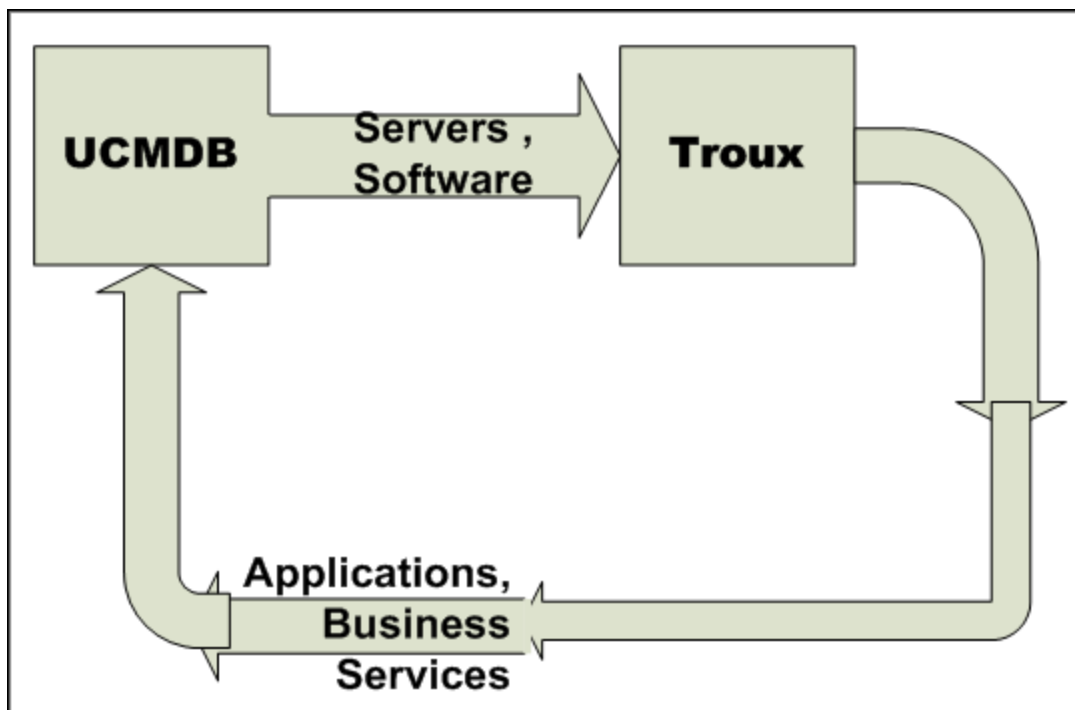 UCMDB
Servers ,
Software
Troux
Applications,
Business
Services